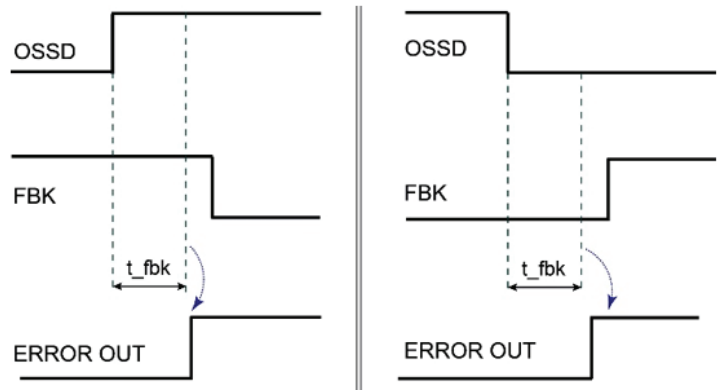 OSSD
FBK
t_fbk
ERROR OUT
OSSD
FBK
t_fbk
ERROR OUT